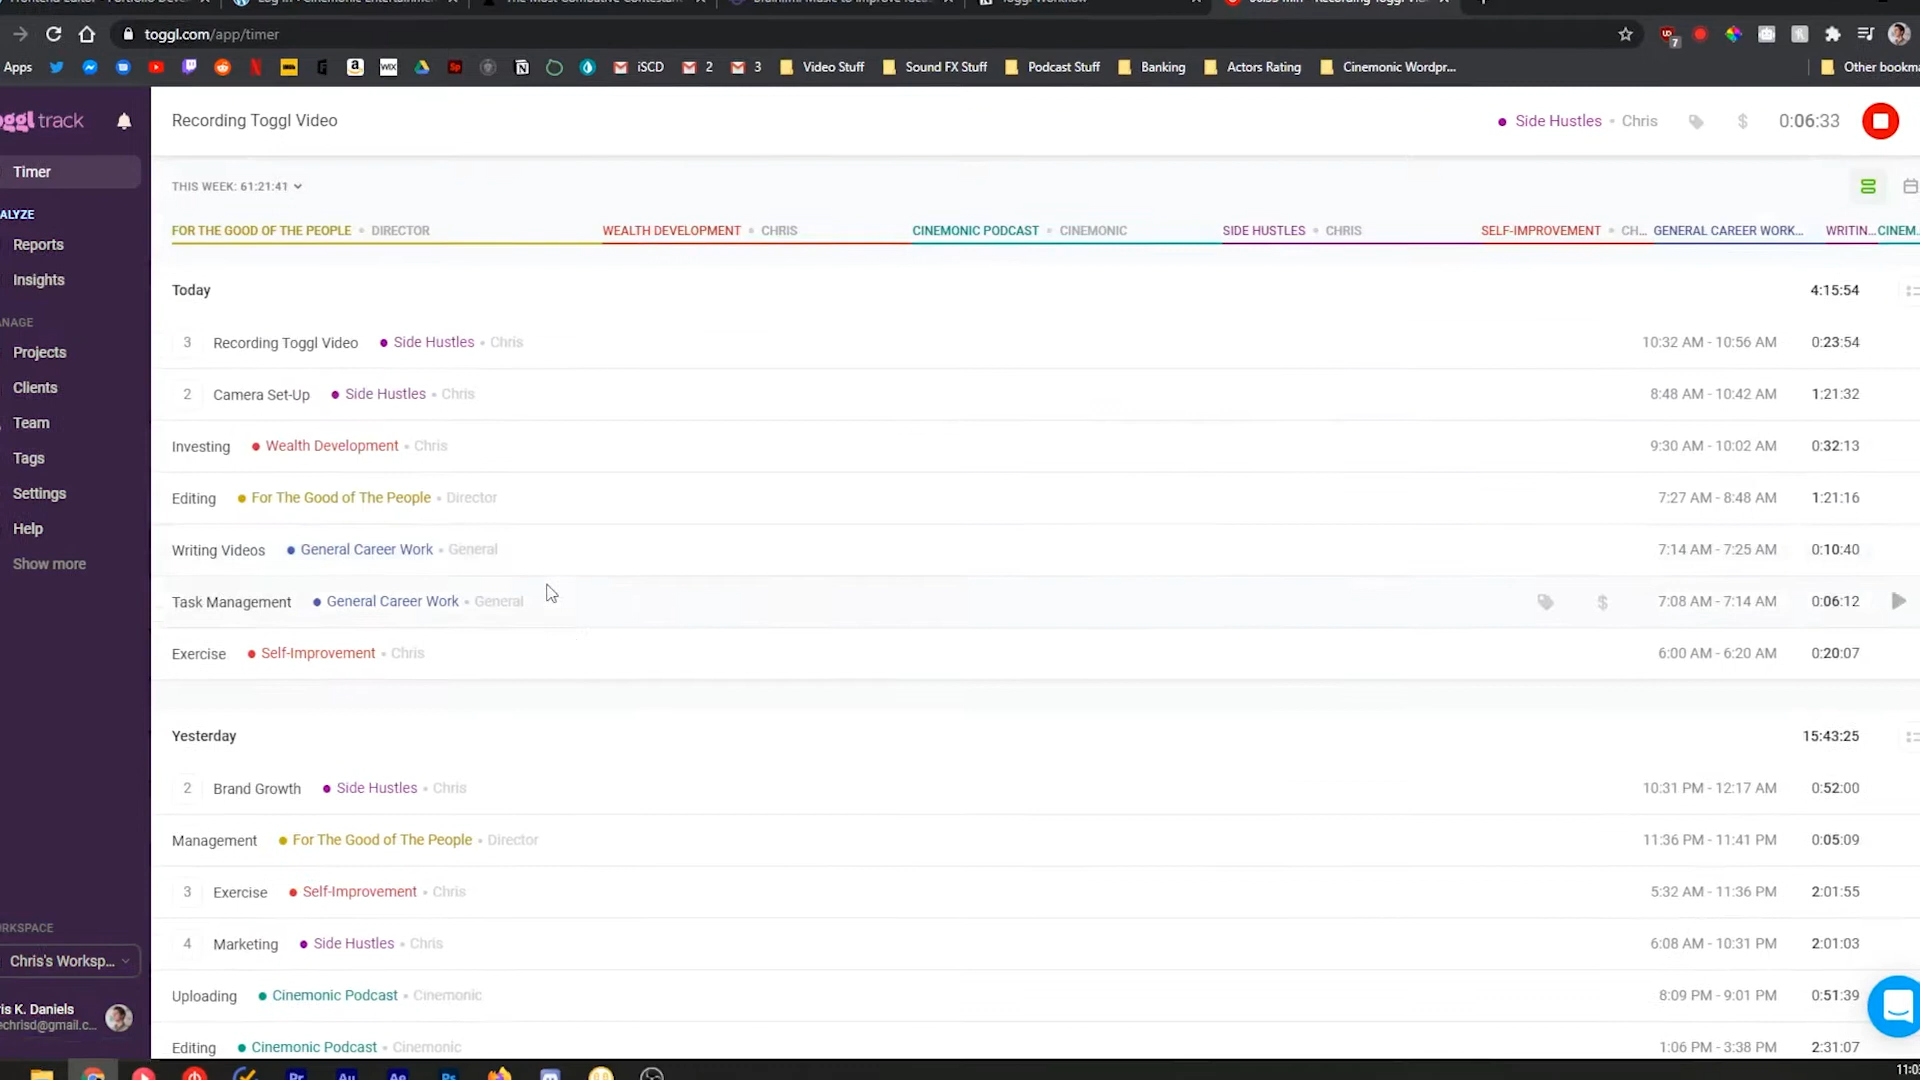 toggl.com/app/timer
7
Apps
iSCD
2
3
Video Stuff
Sound FX Stuff
Podcast Stuff
Banking
Actors Rating
Cinemonic Wordpr...
Other bookma
oggl track
Recording Toggl Video
Side Hustles • Chris
$
0:06:33
Timer
THIS WEEK: 61:21:41
ALYZE
Reports
Insights
ANAGE
Projects
Clients
Team
Tags
Settings
Help
Show more
FOR THE GOOD OF THE PEOPLE • DIRECTOR
WEALTH DEVELOPMENT • CHRIS
CINEMONIC PODCAST • CINEMONIC
SIDE HUSTLES • CHRIS
SELF-IMPROVEMENT • CH...
GENERAL CAREER WORK...
WRITIN...
CINEM.
Today 4:15:54
3 Recording Toggl Video • Side Hustles • Chris 10:32 AM - 10:56 AM 0:23:54
2 Camera Set-Up • Side Hustles • Chris 8:48 AM - 10:42 AM 1:21:32
Investing • Wealth Development • Chris 9:30 AM - 10:02 AM 0:32:13
Editing • For The Good of The People • Director 7:27 AM - 8:48 AM 1:21:16
Writing Videos • General Career Work • General 7:14 AM - 7:25 AM 0:10:40
Task Management • General Career Work • General $ 7:08 AM - 7:14 AM 0:06:12
Exercise • Self-Improvement • Chris 6:00 AM - 6:20 AM 0:20:07
Yesterday 15:43:25
2 Brand Growth • Side Hustles • Chris 10:31 PM - 12:17 AM 0:52:00
Management • For The Good of The People • Director 11:36 PM - 11:41 PM 0:05:09
3 Exercise • Self-Improvement • Chris 5:32 AM - 11:36 PM 2:01:55
4 Marketing • Side Hustles • Chris 6:08 AM - 10:31 PM 2:01:03
Uploading • Cinemonic Podcast • Cinemonic 8:09 PM - 9:01 PM 0:51:39
Editing • Cinemonic Podcast • Cinemonic 1:06 PM - 3:38 PM 2:31:07
RKSPACE
Chris's Worksp...
ris K. Daniels
echrisd@gmail.c...